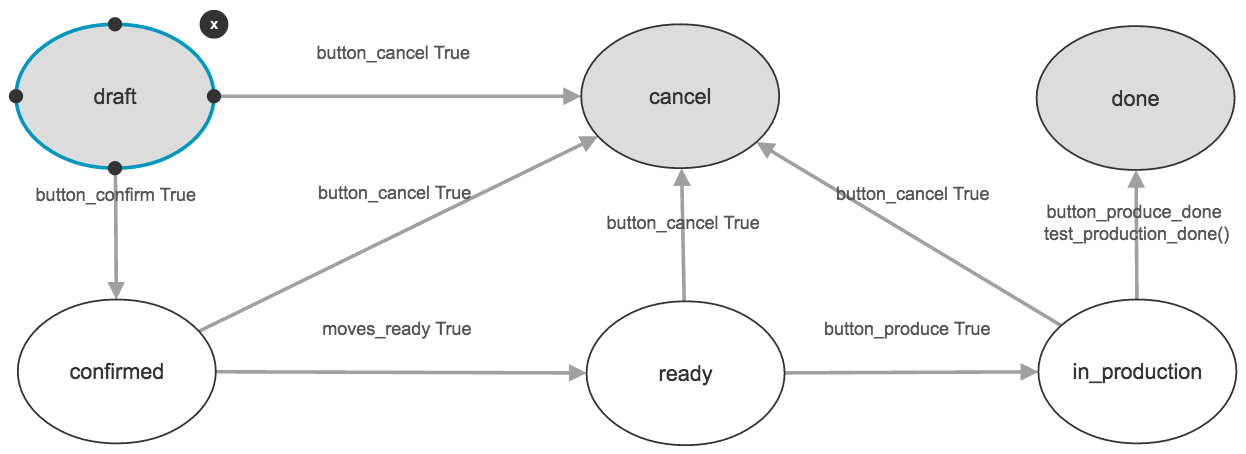 x
button_cancel True
draft
cancel
done
button_confirm True
button_cancel True
button_cancel True
button_cancel True
button_produce_done
test_production_done()
moves_ready True
button_produce True
confirmed
ready
in_production